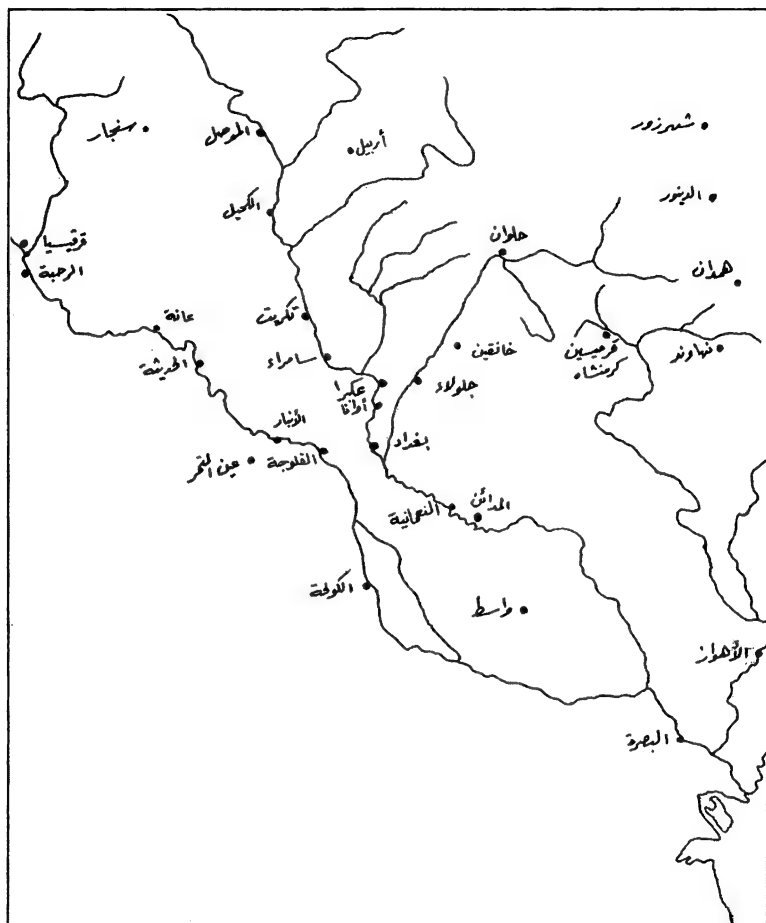 شهرزور
سنجار
الموصل
أربيل
الدينور
الكحيل
حلوان
قرقيسيا
الرحبة
همدان
تكريت
عانة
سامراء
خانقين
قرميسين
كرمنشاه
نهاوند
الحديثة
عكبرا
أوانا
جلولاء
الأنبار
بغداد
الفلوجة
عين التمر
المدائن
النعمانية
الكوفة
واسط
الأهواز
البصرة